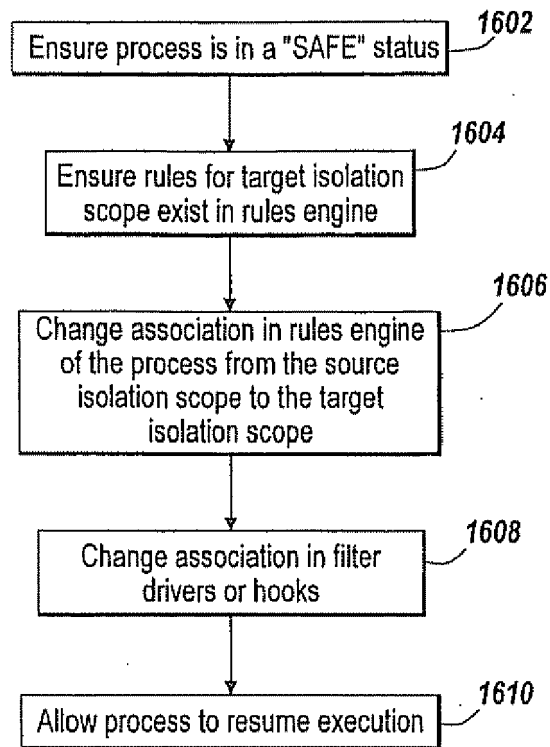 1602
Ensure process is in a "SAFE" status
1604
Ensure rules for target isolation
scope exist in rules engine
1606
Change association in rules engine
of the process from the source
isolation scope to the target
isolation scope
1608
Change association in filter
drivers or hooks
1610
Allow process to resume execution